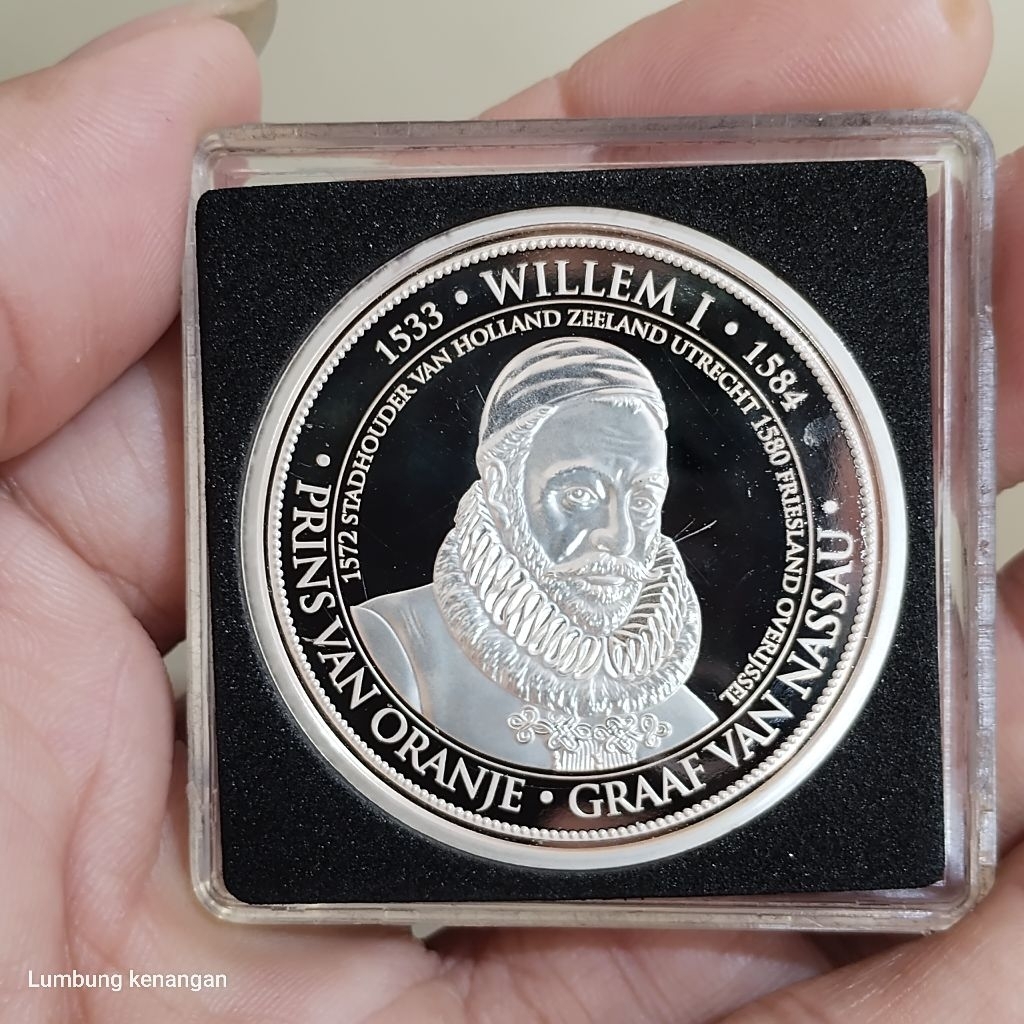 1533 • WILLEM I • 1584
1572 STADHOUDER VAN HOLLAND ZEELAND UTRECHT 1580 FRIESLAND OVERIJSSEL
• PRINS VAN ORANJE • GRAAF VAN NASSAU •
Lumbung kenangan